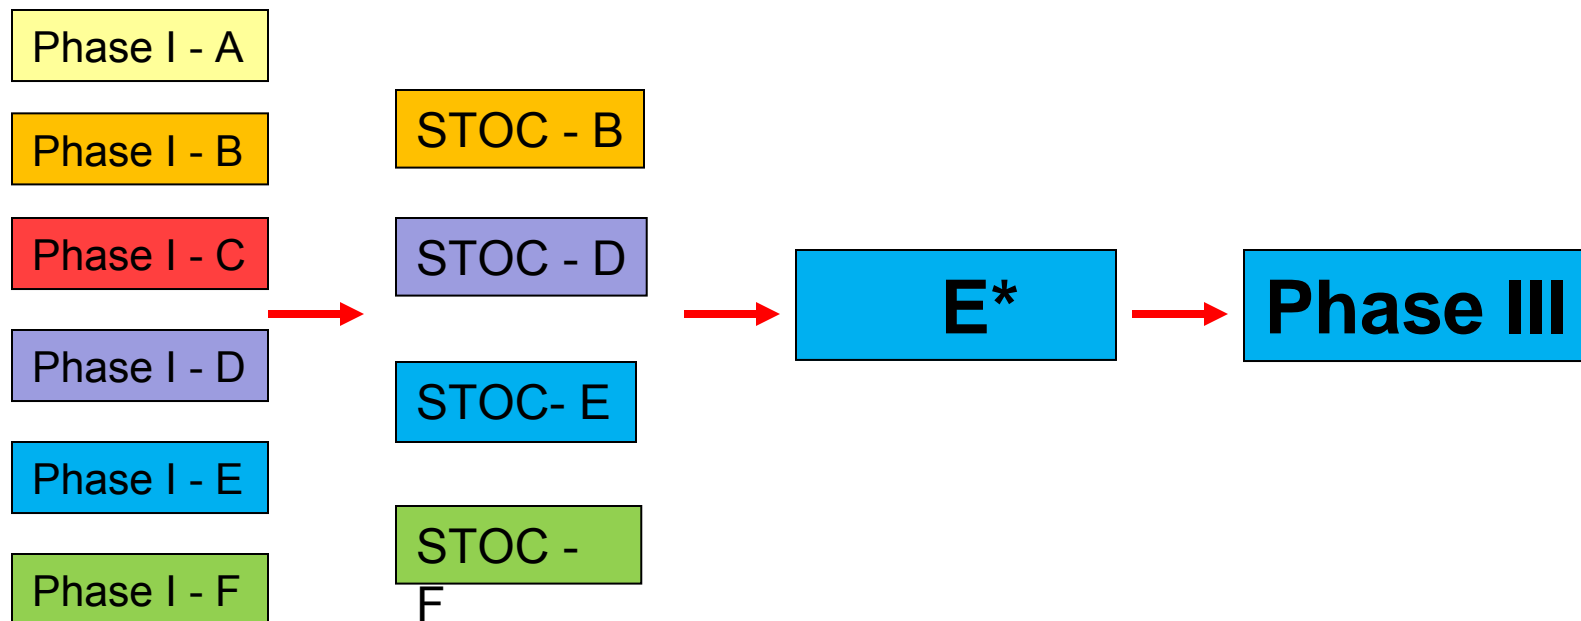 Phase I - A
Phase I - B
Phase I - C
Phase I - D
Phase I - E
Phase I - F
STOC - B
STOC - D
STOC- E
STOC -
F
E*
Phase III